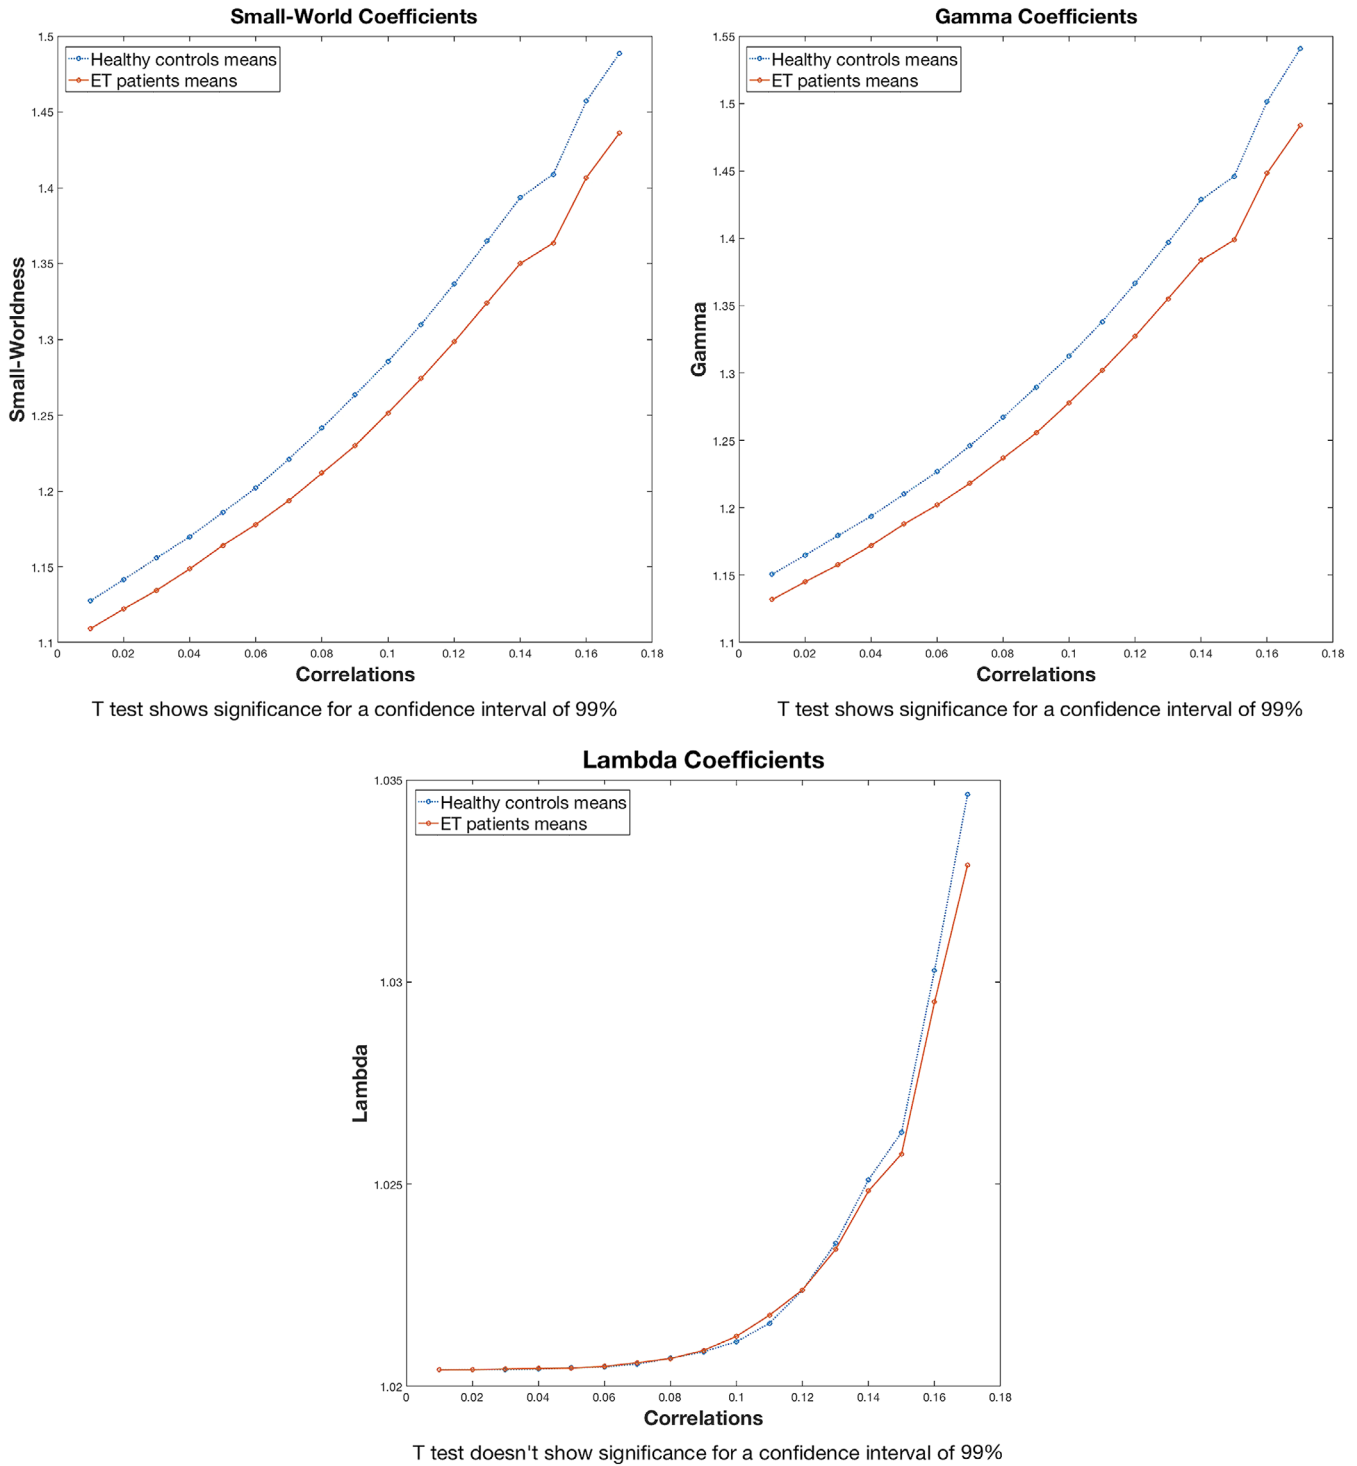 Small-World Coefficients
Healthy controls means
ET patients means
1.5
1.45
1.4
1.35
1.3
1.25
1.2
1.15
1.1
Small-Worldness
0 0.02 0.04 0.06 0.08 0.1 0.12 0.14 0.16 0.18
Correlations
T test shows significance for a confidence interval of 99%
Gamma Coefficients
Healthy controls means
ET patients means
1.55
1.5
1.45
1.4
1.35
1.3
1.25
1.2
1.15
1.1
Gamma
0 0.02 0.04 0.06 0.08 0.1 0.12 0.14 0.16 0.18
Correlations
T test shows significance for a confidence interval of 99%
Lambda Coefficients
Healthy controls means
ET patients means
1.035
1.03
1.025
1.02
Lambda
0 0.02 0.04 0.06 0.08 0.1 0.12 0.14 0.16 0.18
Correlations
T test doesn't show significance for a confidence interval of 99%